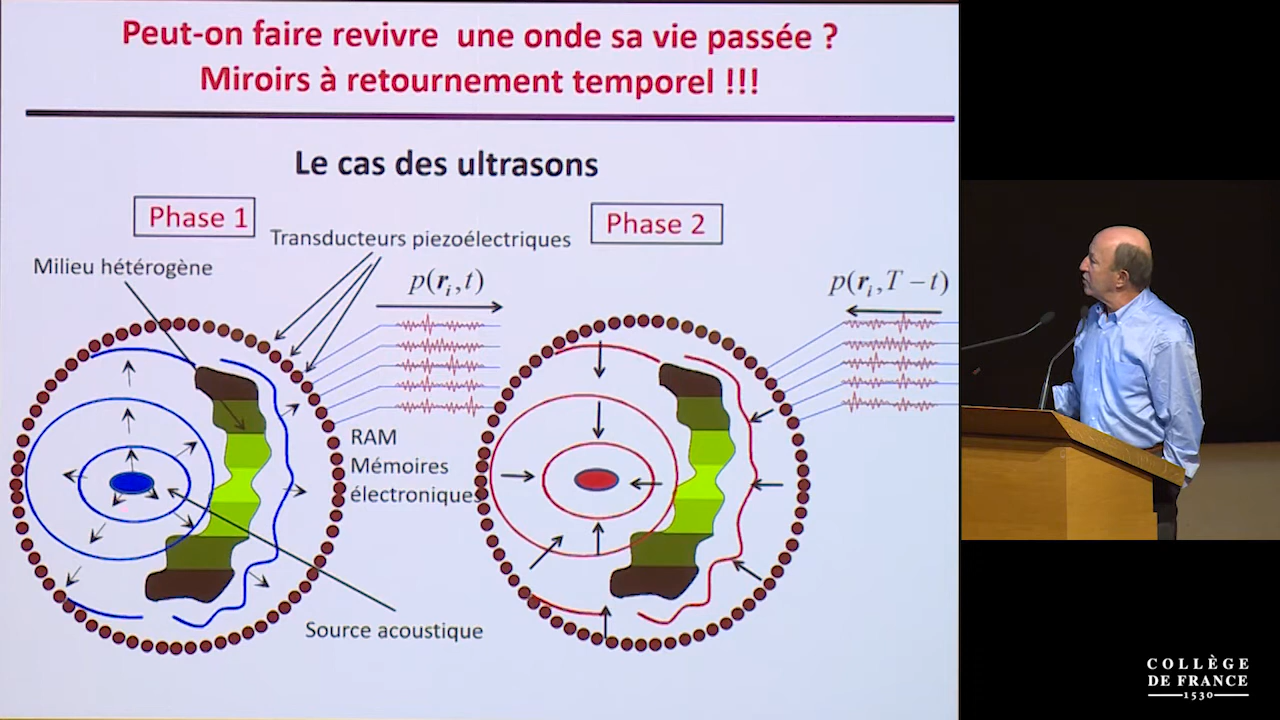 Peut-on faire revivre une onde sa vie passée ?
Miroirs à retournement temporel !!!
Le cas des ultrasons
Phase 1
Phase 2
Transducteurs piezoélectriques
Milieu hétérogène
p(rᵢ,t)
p(rᵢ,T – t)
RAM
Mémoires
électroniques
Source acoustique
COLLÈGE
DE FRANCE
1530